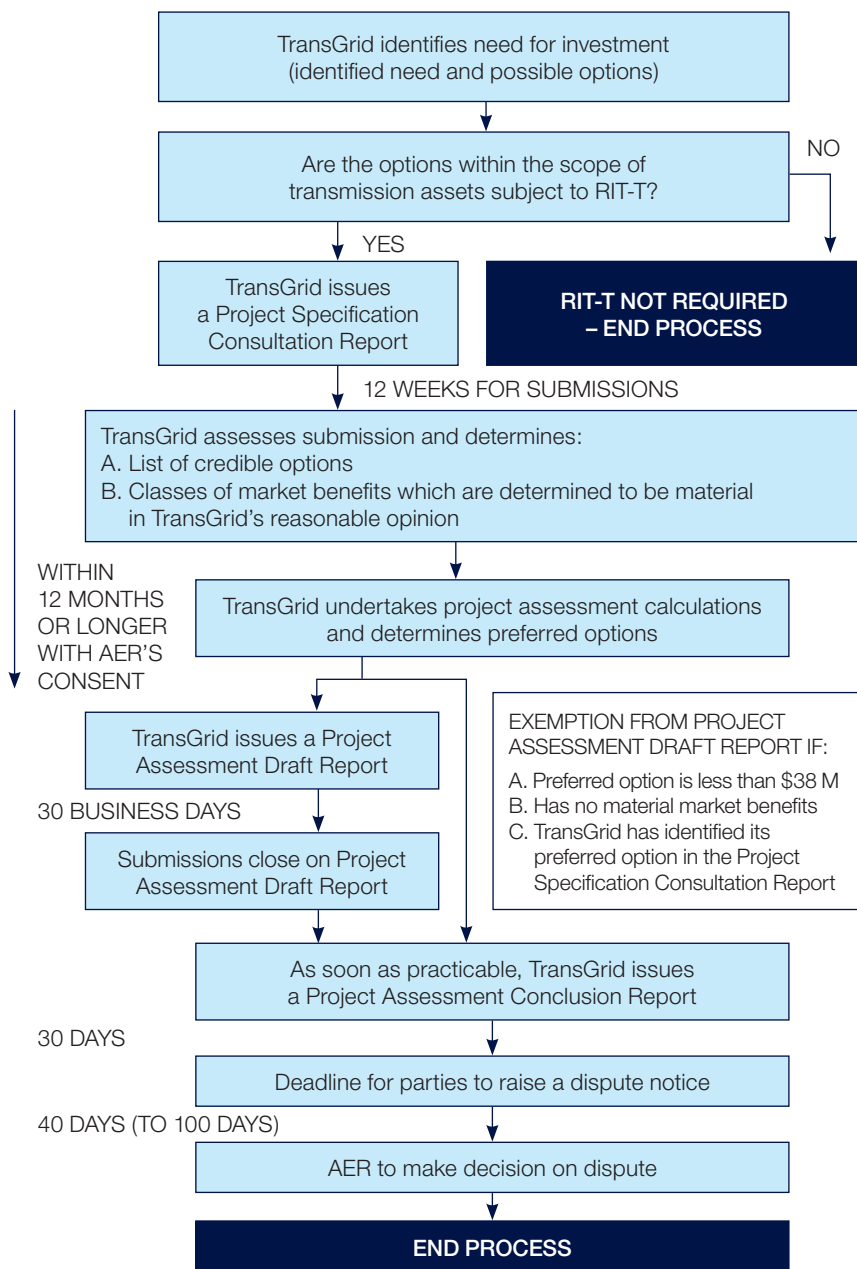 TransGrid identifies need for investment
(identified need and possible options)
Are the options within the scope of
transmission assets subject to RIT-T?
NO
YES
TransGrid issues
a Project Specification
Consultation Report
RIT-T NOT REQUIRED
– END PROCESS
12 WEEKS FOR SUBMISSIONS
TransGrid assesses submission and determines:
A. List of credible options
B. Classes of market benefits which are determined to be material
in TransGrid's reasonable opinion
WITHIN
12 MONTHS
OR LONGER
WITH AER'S
CONSENT
TransGrid undertakes project assessment calculations
and determines preferred options
TransGrid issues a Project
Assessment Draft Report
EXEMPTION FROM PROJECT
ASSESSMENT DRAFT REPORT IF:
A. Preferred option is less than $38 M
B. Has no material market benefits
C. TransGrid has identified its
preferred option in the Project
Specification Consultation Report
30 BUSINESS DAYS
Submissions close on Project
Assessment Draft Report
As soon as practicable, TransGrid issues
a Project Assessment Conclusion Report
30 DAYS
Deadline for parties to raise a dispute notice
40 DAYS (TO 100 DAYS)
AER to make decision on dispute
END PROCESS